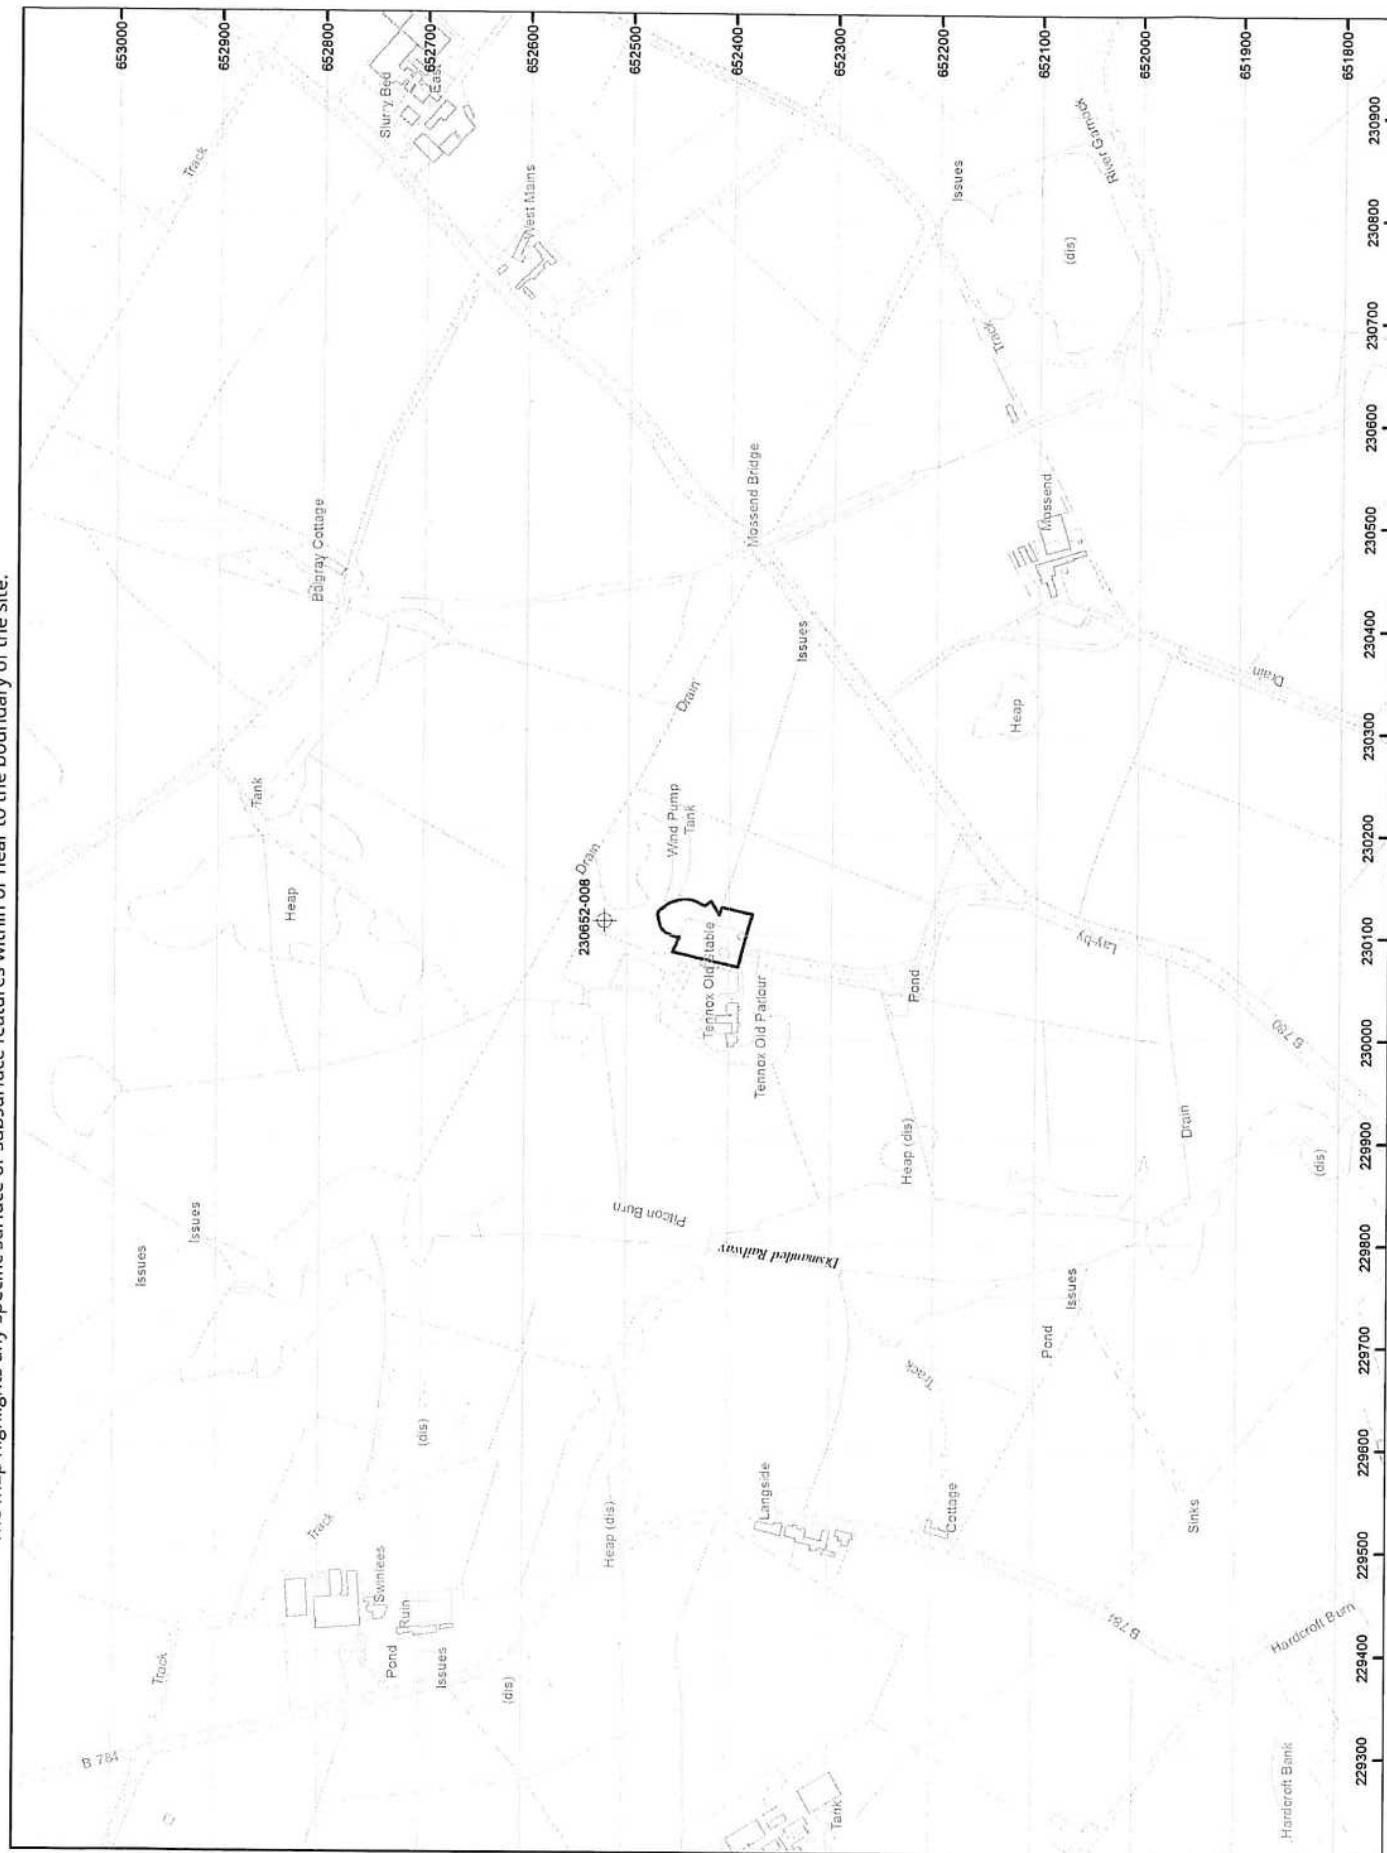 The map highlights any specific surface or subsurface features within or near to the boundary of the site.
653000
652900
652800
652700
652600
652500
652400
652300
652200
652100
652000
651900
651800
229300
229400
229500
229600
229700
229800
229900
230000
230100
230200
230300
230400
230500
230600
230700
230800
230900
B 784
Track
Track
Swinlees
Ruin
Pond
Issues
(dis)
(dis)
Heap (dis)
Issues
Issues
Heap
Tank
Balgray Cottage
Track
Slurry Bed
East
West Mains
Pitcon Burn
Dismantled Railway
230652-008
Drain
Drain
Wind Pump
Tank
Tennox Old Stable
Tennox Old Parlour
Issues
Mossend Bridge
Langside
Cottage
Tank
Track
Heap (dis)
Pond
Pond
Issues
Lay-by
B 780
Drain
(dis)
Sinks
B 784
Hardcroft Burn
Hardcroft Bank
Heap
Mossend
Drain
Track
Issues
(dis)
River Garnock